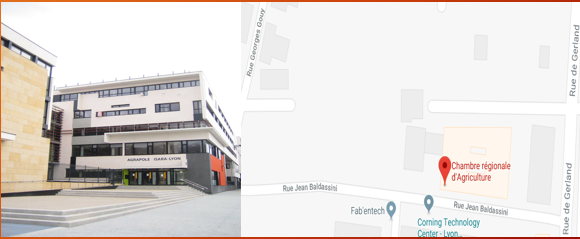 AGRAPOLE ISARA-LYON
Rue Georges Gouy
Rue de Gerland
Chambre régionale
d'Agriculture
Rue Jean Baldassini
Rue Jean Baldassini
Rue de Gerland
Fab'entech
Corning Technology
Center - Lyon...